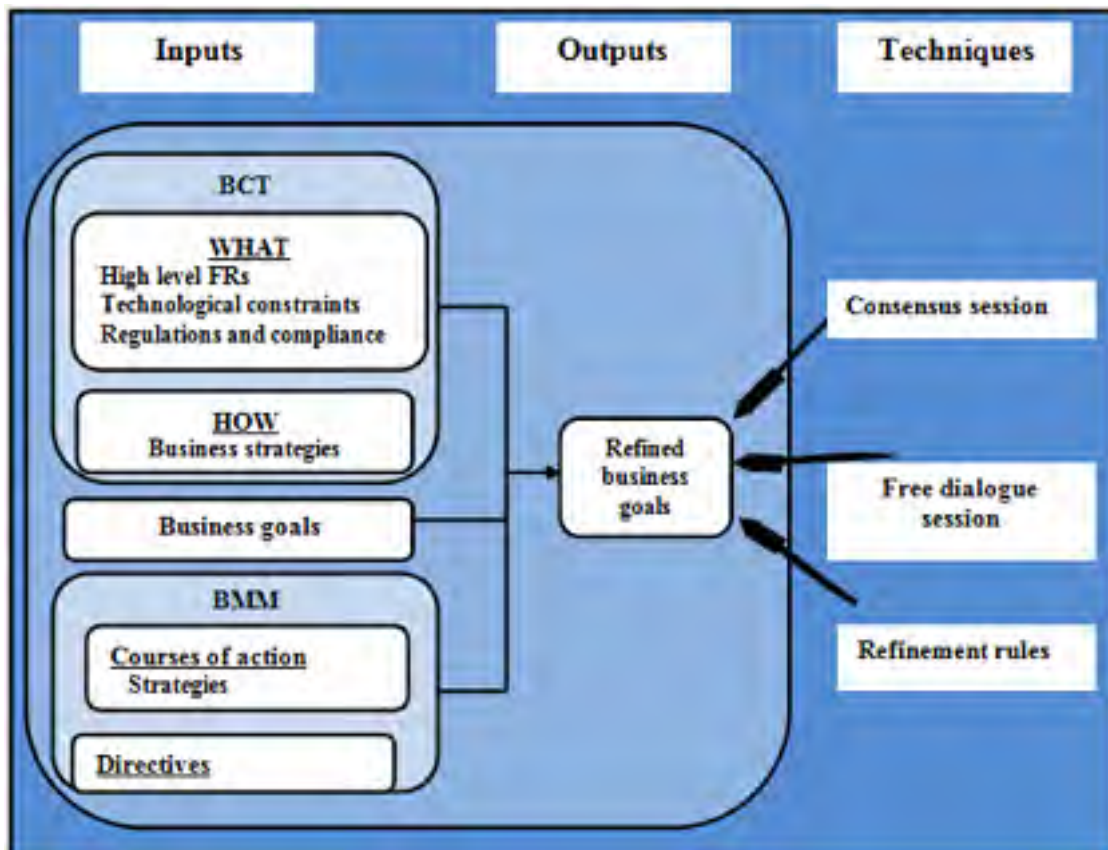 Inputs
Outputs
Techniques
BCT
WHAT
High level FRs
Technological constraints
Regulations and compliance
HOW
Business strategies
Business goals
BMM
Courses of action
Strategies
Directives
Refined
business
goals
Consensus session
Free dialogue
session
Refinement rules